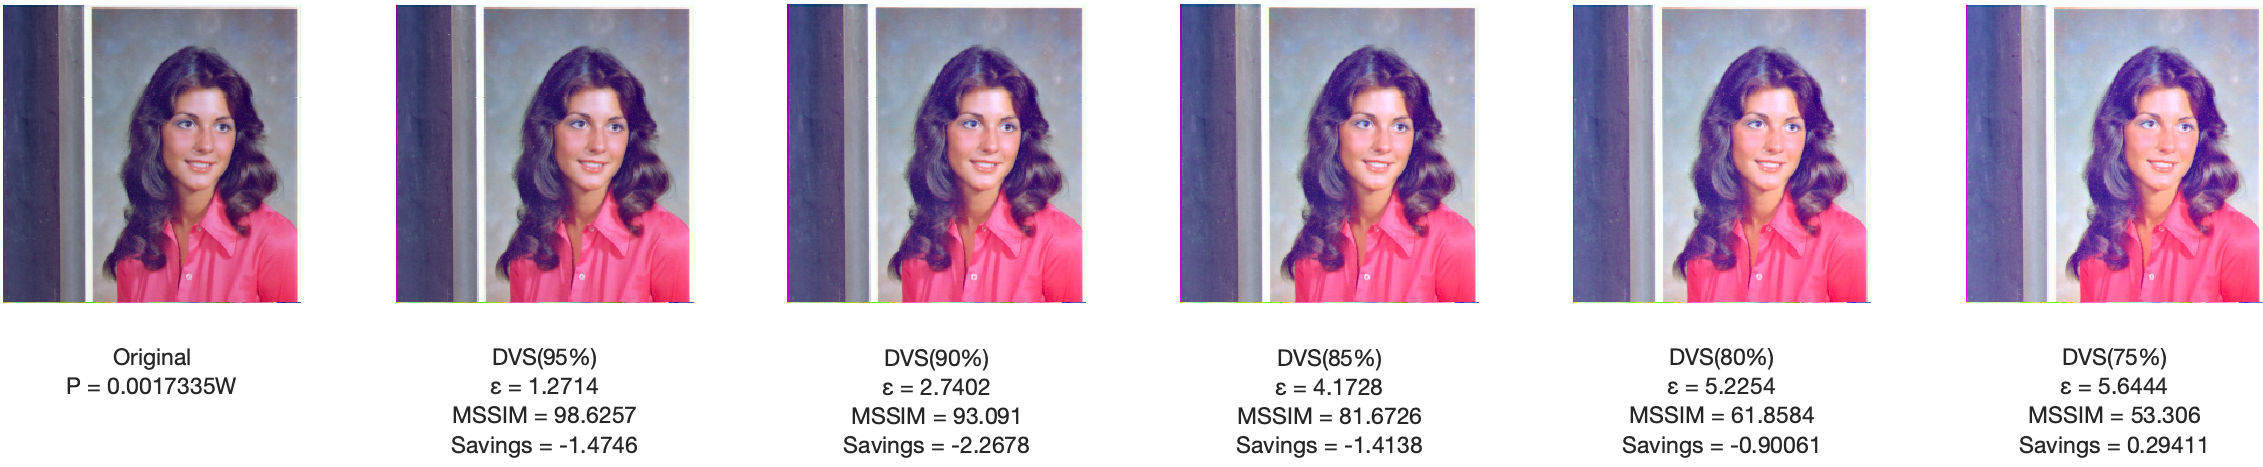 Original
P = 0.0017335W
DVS(95%)
ε = 1.2714
MSSIM = 98.6257
Savings = -1.4746
DVS(90%)
ε = 2.7402
MSSIM = 93.091
Savings = -2.2678
DVS(85%)
ε = 4.1728
MSSIM = 81.6726
Savings = -1.4138
DVS(80%)
ε = 5.2254
MSSIM = 61.8584
Savings = -0.90061
DVS(75%)
ε = 5.6444
MSSIM = 53.306
Savings = 0.29411